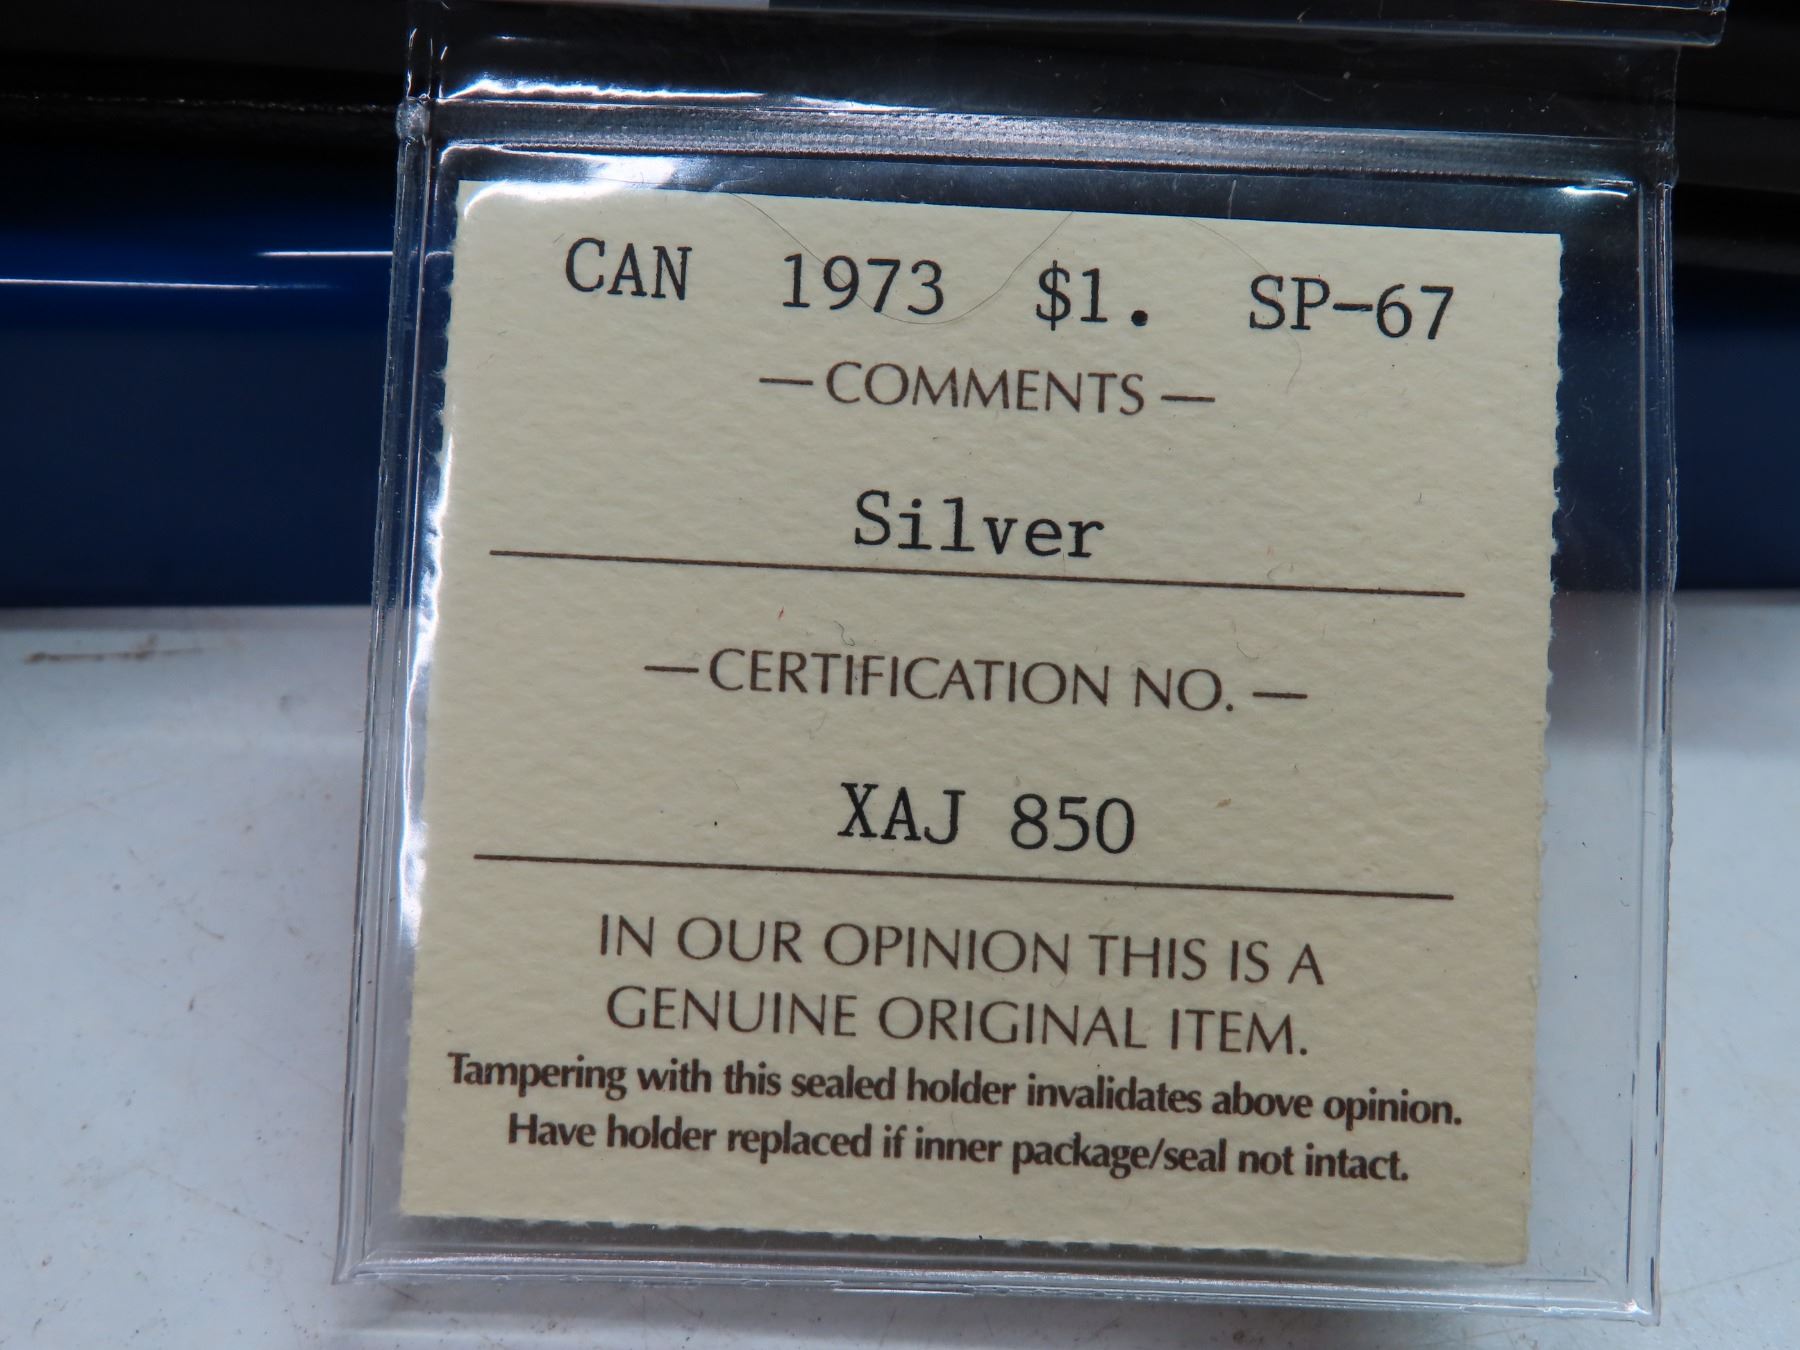 CAN 1973 $1. SP-67
—COMMENTS—
Silver
—CERTIFICATION NO.—
XAJ 850
IN OUR OPINION THIS IS A
GENUINE ORIGINAL ITEM.
Tampering with this sealed holder invalidates above opinion.
Have holder replaced if inner package/seal not intact.